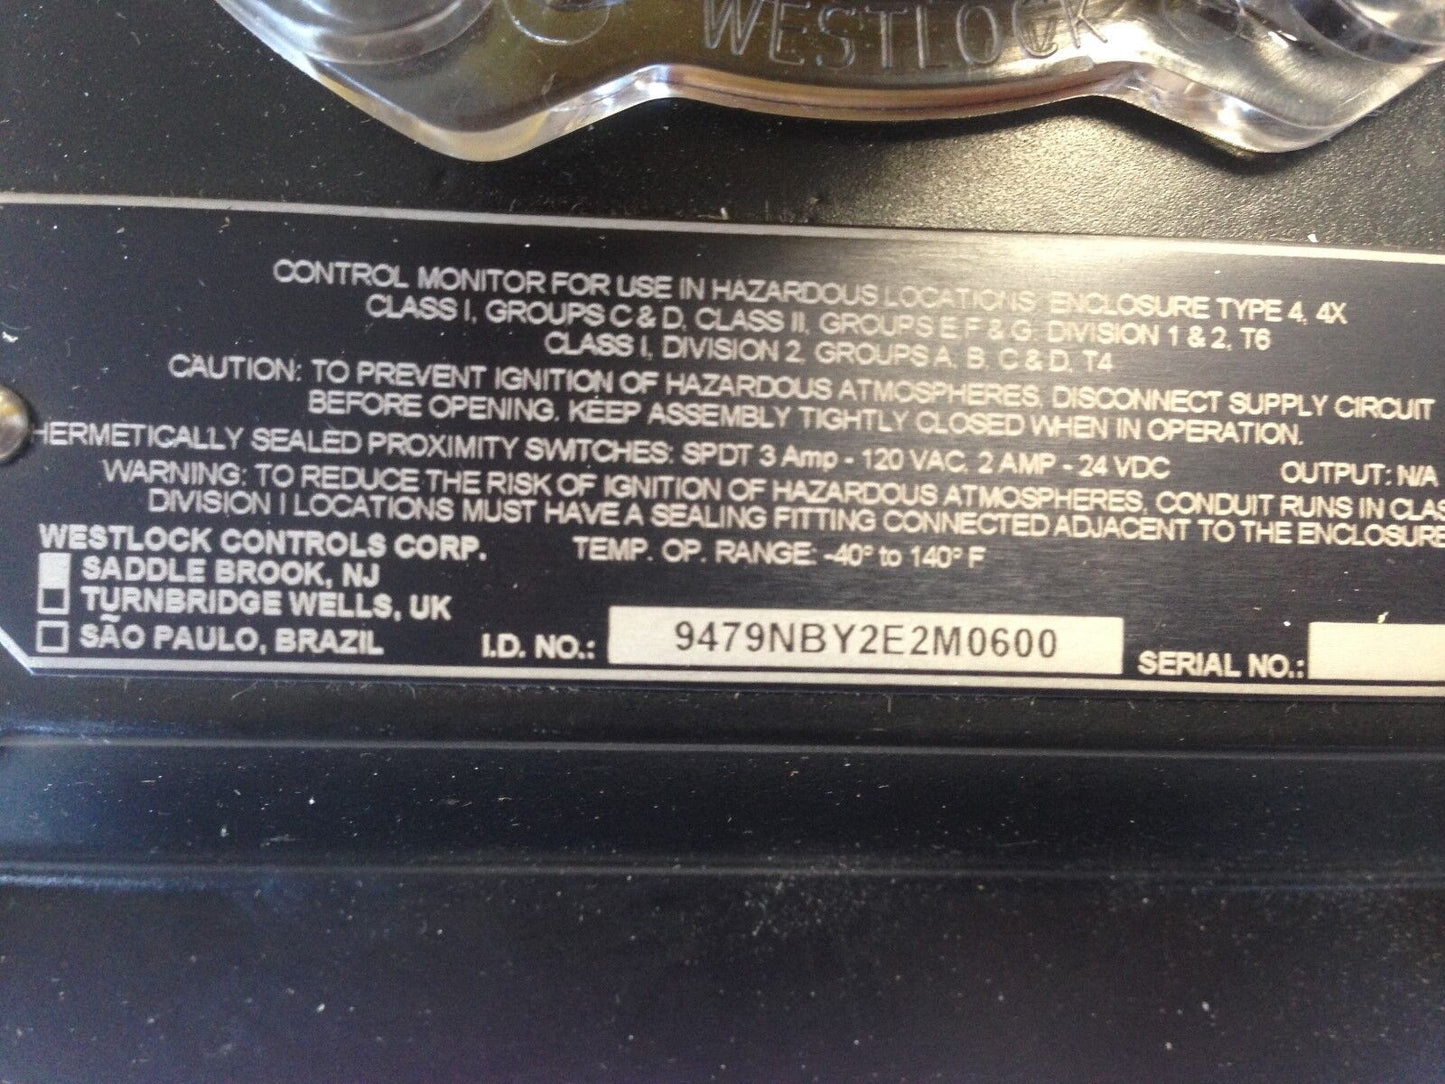 WESTLOCK
CONTROL MONITOR FOR USE IN HAZARDOUS LOCATIONS ENCLOSURE TYPE 4, 4X
CLASS I, GROUPS C & D, CLASS II, GROUPS E F & G, DIVISION 1 & 2, T6
CLASS I, DIVISION 2, GROUPS A, B, C & D, T4
CAUTION: TO PREVENT IGNITION OF HAZARDOUS ATMOSPHERES, DISCONNECT SUPPLY CIRCUIT
BEFORE OPENING. KEEP ASSEMBLY TIGHTLY CLOSED WHEN IN OPERATION.
HERMETICALLY SEALED PROXIMITY SWITCHES: SPDT 3 Amp - 120 VAC, 2 AMP - 24 VDC OUTPUT: N/A
WARNING: TO REDUCE THE RISK OF IGNITION OF HAZARDOUS ATMOSPHERES, CONDUIT RUNS IN CLAS
DIVISION I LOCATIONS MUST HAVE A SEALING FITTING CONNECTED ADJACENT TO THE ENCLOSURE
WESTLOCK CONTROLS CORP. TEMP. OP. RANGE: -40° to 140° F
SADDLE BROOK, NJ
TURNBRIDGE WELLS, UK
SÃO PAULO, BRAZIL I.D. NO.: 9479NBY2E2M0600 SERIAL NO.: